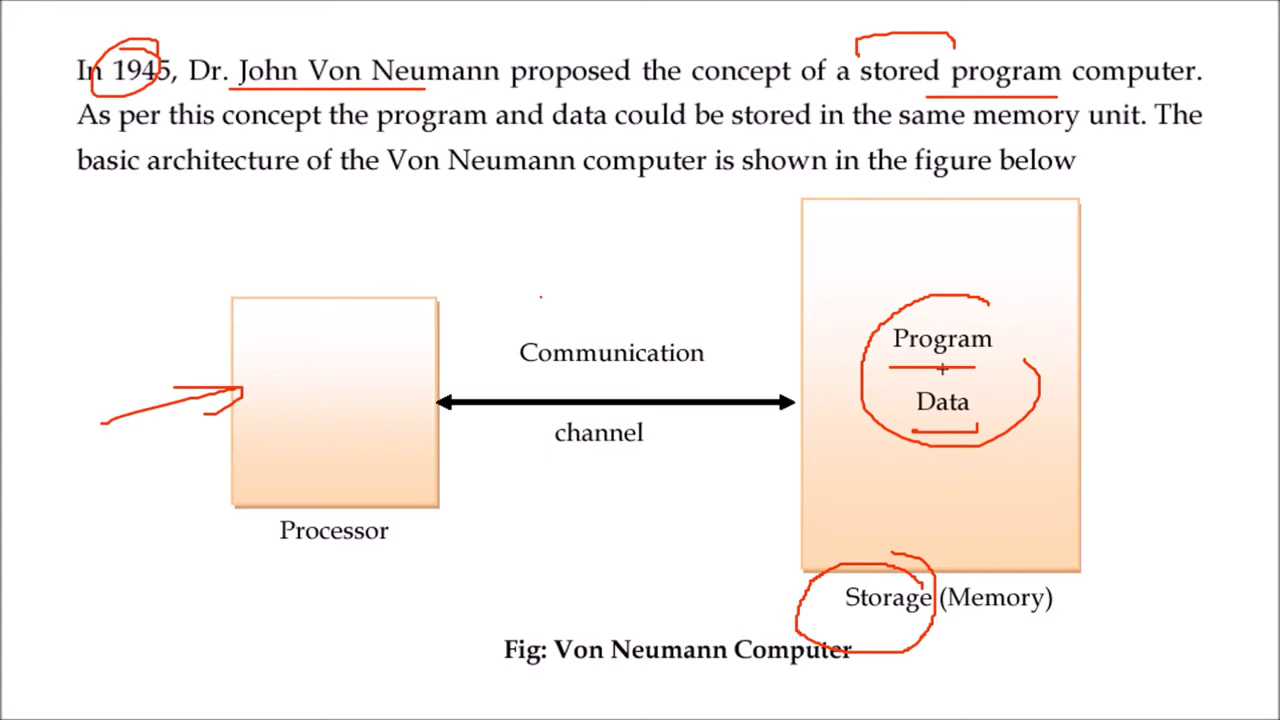 In 1945, Dr. John Von Neumann proposed the concept of a stored program computer.
As per this concept the program and data could be stored in the same memory unit. The
basic architecture of the Von Neumann computer is shown in the figure below
Program
+
Data
Communication
channel
Processor
Storage (Memory)
Fig: Von Neumann Computer